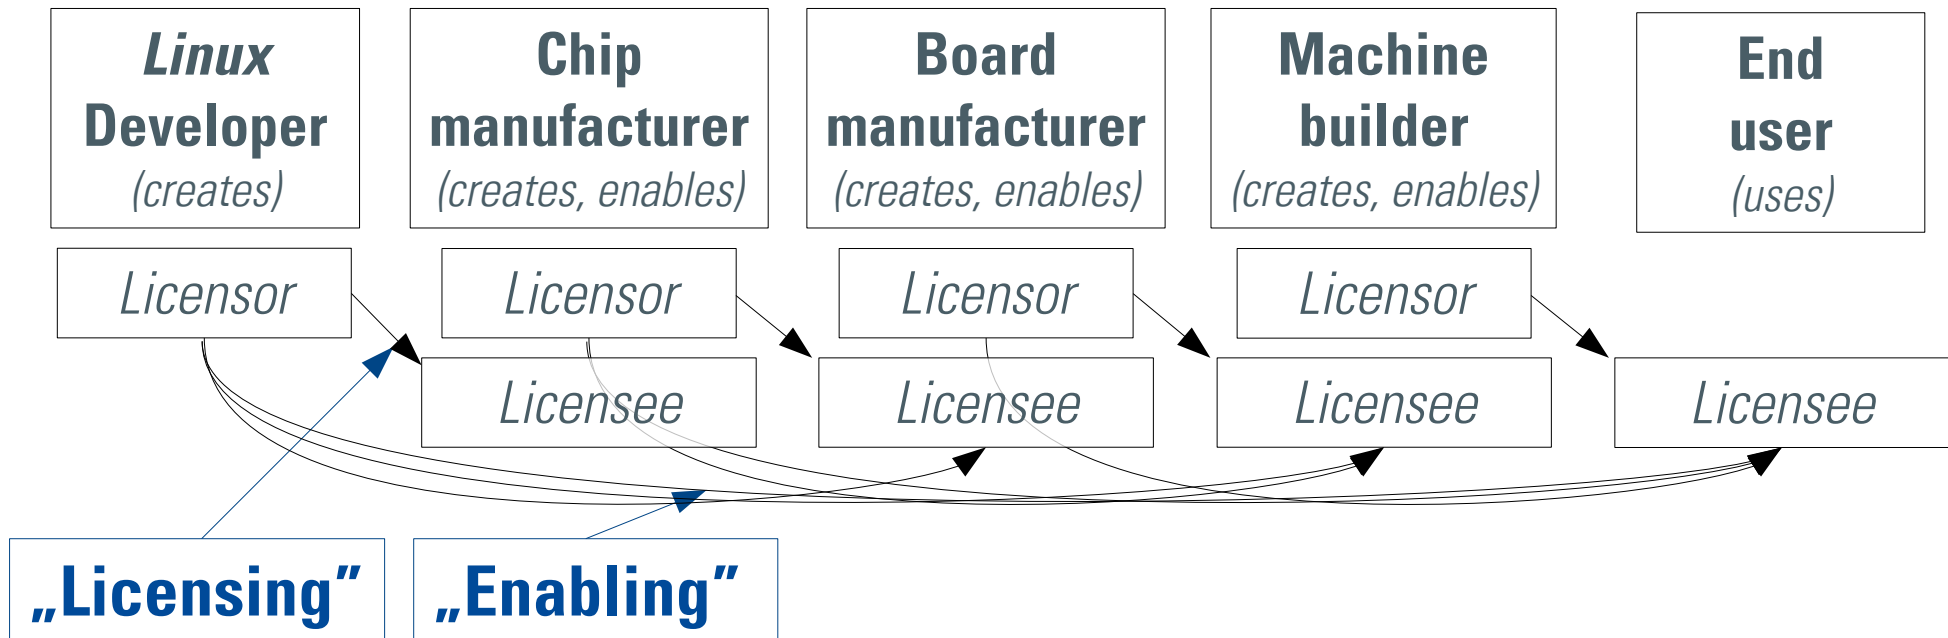 Linux
Developer
(creates)
Chip
manufacturer
(creates, enables)
Board
manufacturer
(creates, enables)
Machine
builder
(creates, enables)
End
user
(uses)
Licensor
Licensor
Licensor
Licensor
Licensee
Licensee
Licensee
Licensee
„Licensing”
„Enabling”